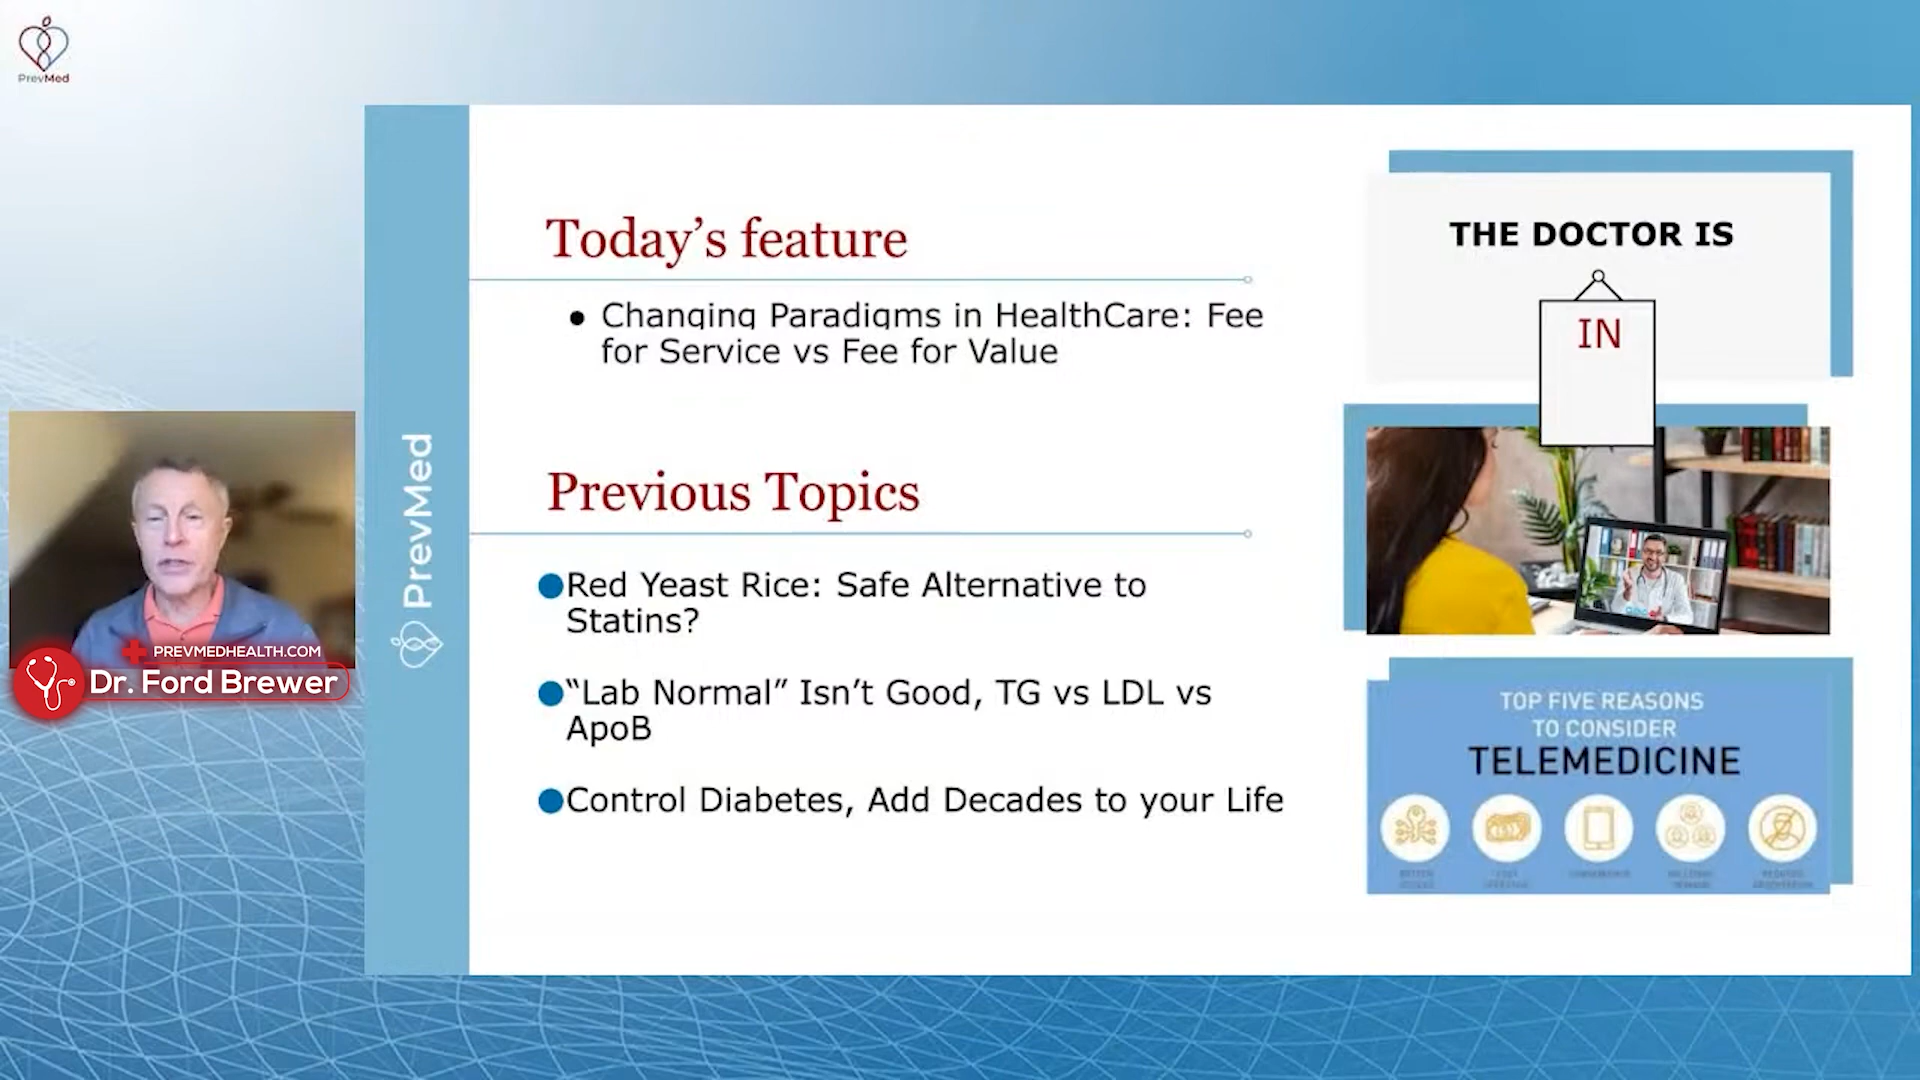 PrevMed
Today's feature
● Changing Paradigms in HealthCare: Fee
for Service vs Fee for Value
Previous Topics
●Red Yeast Rice: Safe Alternative to
Statins?
●“Lab Normal” Isn't Good, TG vs LDL vs
ApoB
●Control Diabetes, Add Decades to your Life
PrevMed
THE DOCTOR IS
IN
TOP FIVE REASONS
TO CONSIDER
TELEMEDICINE
PREVMEDHEALTH.COM
Dr. Ford Brewer